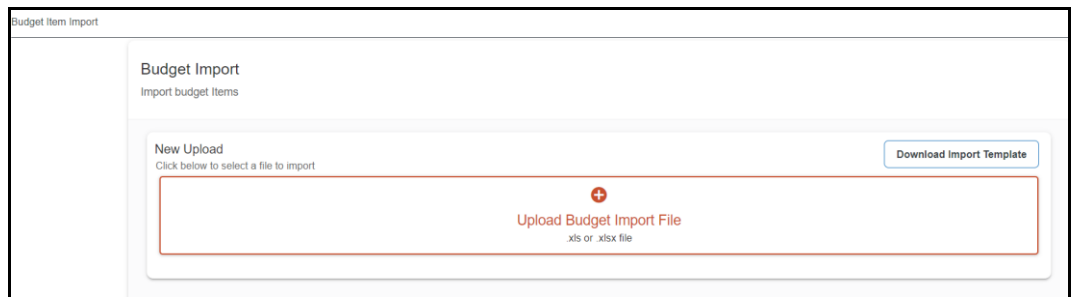 Budget Item Import
Budget Import
Import budget Items
New Upload
Click below to select a file to import
Download Import Template
Upload Budget Import File
.xls or .xlsx file